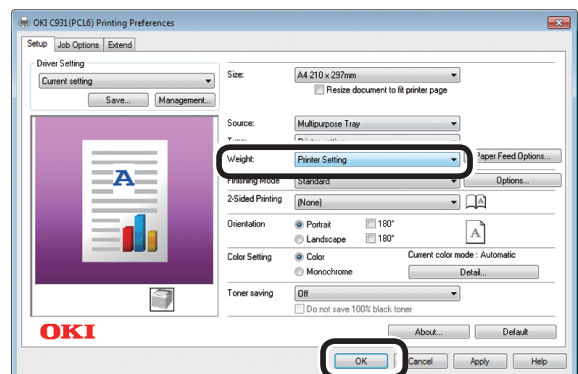 OKI C931(PCL6) Printing Preferences
Setup Job Options Extend
Driver Setting
Current setting
Save... Management...
Size: A4 210 x 297mm
Resize document to fit printer page
Source: Multipurpose Tray
Weight: Printer Setting Paper Feed Options...
Finishing Mode Standard Options...
2-Sided Printing (None)
Orientation Portrait 180°
Landscape 180°
Color Setting Color Current color mode : Automatic
Monochrome Detail...
Toner saving Off
Do not save 100% black toner
A
A
OKI
About... Default
OK Cancel Apply Help